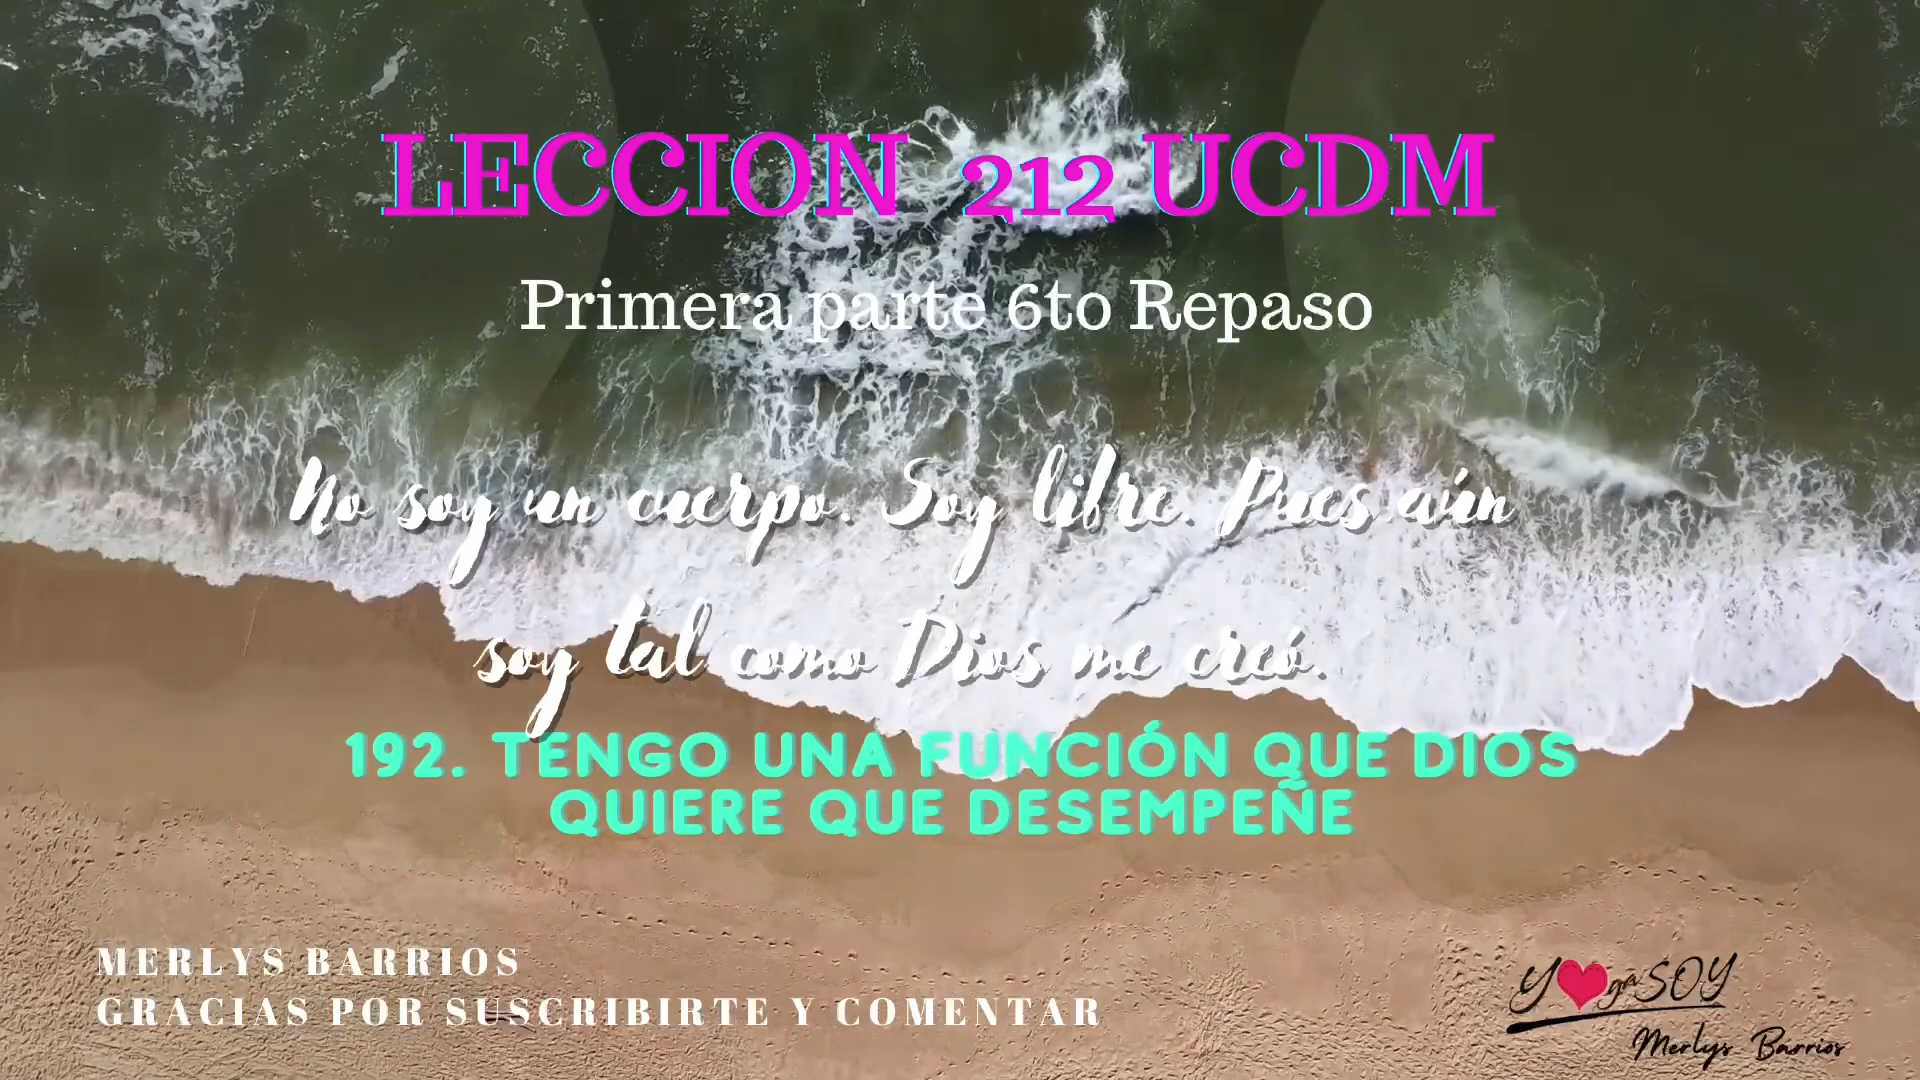 LECCION 212 UCDM
Primera parte 6to Repaso
No soy un cuerpo. Soy libre. Pues aún
soy tal como Dios me creó.
192. TENGO UNA FUNCIÓN QUE DIOS
QUIERE QUE DESEMPEÑE
MERLYS BARRIOS
GRACIAS POR SUSCRIBIRTE Y COMENTAR
Y♥gaSOY
Merlys Barrios